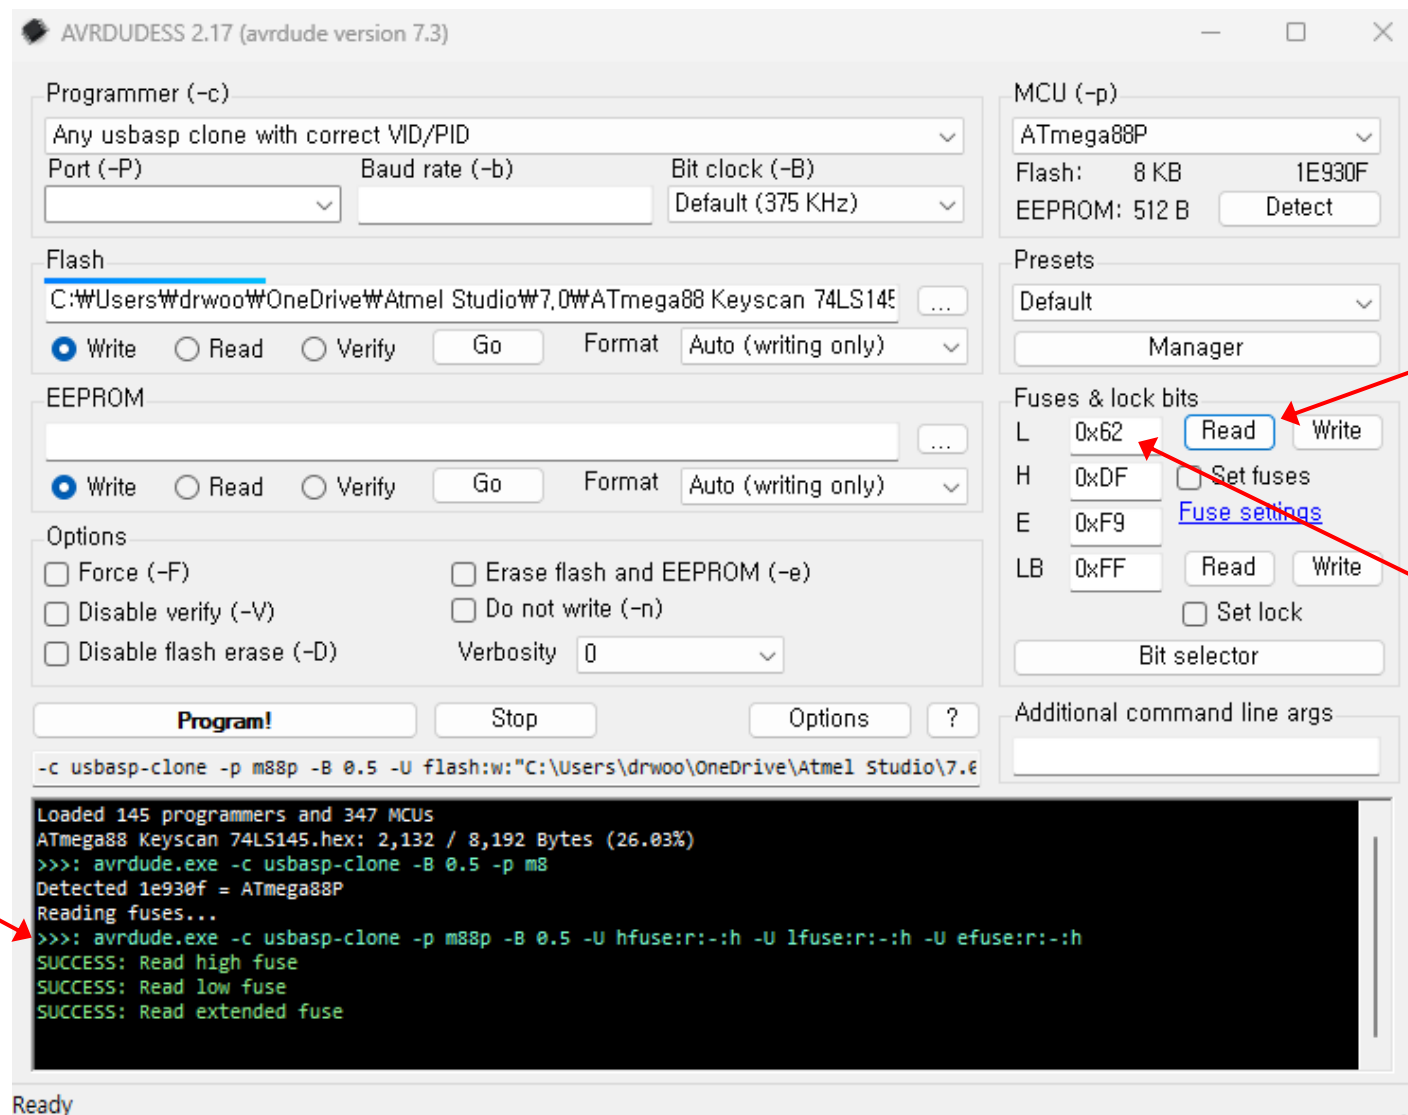 AVRDUDESS 2.17 (avrdude version 7.3)
Programmer (-c)
Any usbasp clone with correct VID/PID
Port (-P)
Baud rate (-b)
Bit clock (-B)
Default (375 KHz)
MCU (-p)
ATmega88P
Flash: 8 KB 1E930F
EEPROM: 512 B Detect
Flash
C:₩Users₩drwoo₩OneDrive₩Atmel Studio₩7,0₩ATmega88 Keyscan 74LS145 ...
Write Read Verify Go Format Auto (writing only)
Presets
Default
Manager
EEPROM
...
Write Read Verify Go Format Auto (writing only)
Fuses & lock bits
L 0x62 Read Write
H 0xDF Set fuses
Fuse settings
E 0xF9
LB 0xFF Read Write
Set lock
Bit selector
Options
Force (-F)
Erase flash and EEPROM (-e)
Disable verify (-V)
Do not write (-n)
Disable flash erase (-D)
Verbosity 0
Program! Stop Options ?
Additional command line args
-c usbasp-clone -p m88p -B 0.5 -U flash:w:"C:\Users\drwoo\OneDrive\Atmel Studio\7.0
Loaded 145 programmers and 347 MCUs
ATmega88 Keyscan 74LS145.hex: 2,132 / 8,192 Bytes (26.03%)
>>>: avrdude.exe -c usbasp-clone -B 0.5 -p m8
Detected 1e930f = ATmega88P
Reading fuses...
>>>: avrdude.exe -c usbasp-clone -p m88p -B 0.5 -U hfuse:r:-:h -U lfuse:r:-:h -U efuse:r:-:h
SUCCESS: Read high fuse
SUCCESS: Read low fuse
SUCCESS: Read extended fuse
Ready